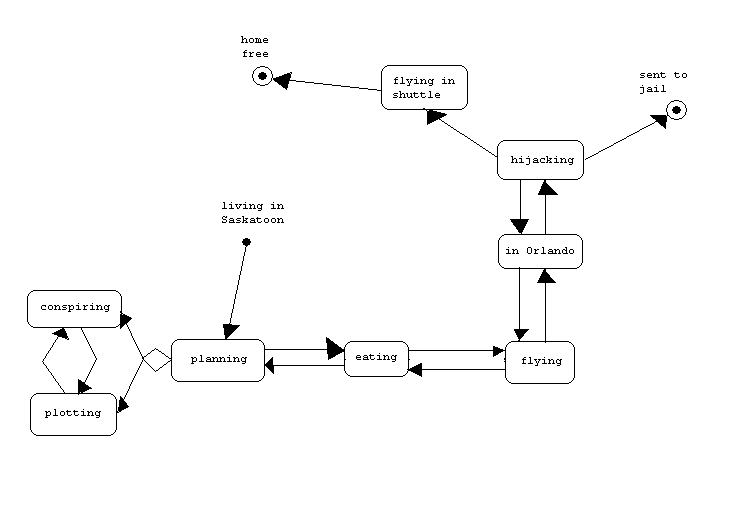 home
free
flying in
shuttle
sent to
jail
hijacking
living in
Saskatoon
in Orlando
conspiring
planning
eating
flying
plotting